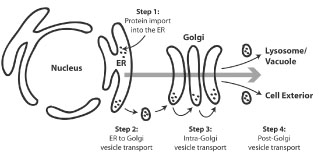 Step 1:
Protein import
into the ER
Golgi
Nucleus
ER
Lysosome/
Vacuole
Cell Exterior
Step 2:
ER to Golgi
vesicle transport
Step 3:
Intra-Golgi
vesicle transport
Step 4:
Post-Golgi
vesicle transport